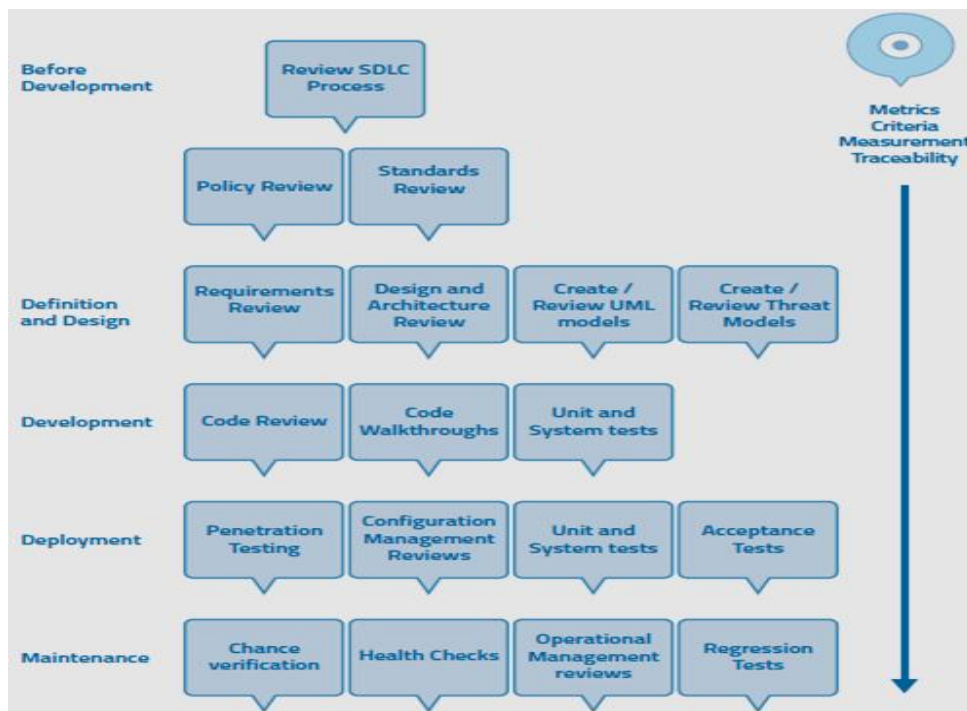 Before
Development
Review SDLC
Process
Metrics
Criteria
Measurement
Traceability
Policy Review
Standards
Review
Definition
and Design
Requirements
Review
Design and
Architecture
Review
Create /
Review UML
models
Create /
Review Threat
Models
Development
Code Review
Code
Walkthroughs
Unit and
System tests
Deployment
Penetration
Testing
Configuration
Management
Reviews
Unit and
System tests
Acceptance
Tests
Maintenance
Chance
verification
Health Checks
Operational
Management
reviews
Regression
Tests